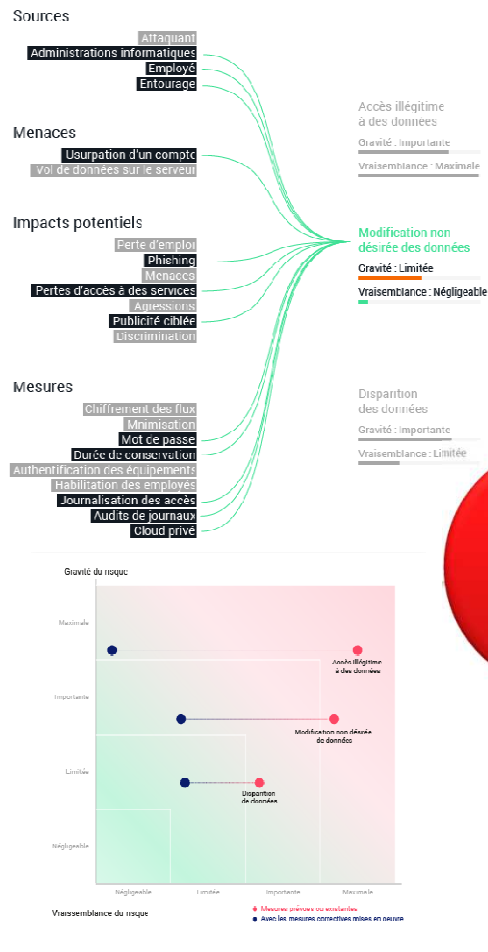 Sources
Attaquant
Administrations informatiques
Employé
Entourage
Menaces
Usurpation d'un compte
Vol de données sur le serveur
Impacts potentiels
Perte d'emploi
Phishing
Menaces
Pertes d'accès à des services
Agressions
Publicité ciblée
Discrimination
Mesures
Chiffrement des flux
Mnimisation
Mot de passe
Durée de conservation
Authentification des équipements
Habilitation des employés
Journalisation des accès
Audits de journaux
Cloud privé
Accès illégitime
à des données
Gravité : Importante
Vraisemblance : Maximale
Modification non
désirée des données
Gravité : Limitée
Vraisemblance : Négligeable
Disparition
des données
Gravité : Importante
Vraisemblance : Limitée
Gravité du risque
Maximale
Importante
Limitée
Négligeable
Accès illégitime
à des données
Modification non désirée
de données
Disparition
de données
Négligeable
Limitée
Importante
Maximale
Vraissemblance du risque
Mesures prévues ou existantes
Avec les mesures correctives mises en oeuvre